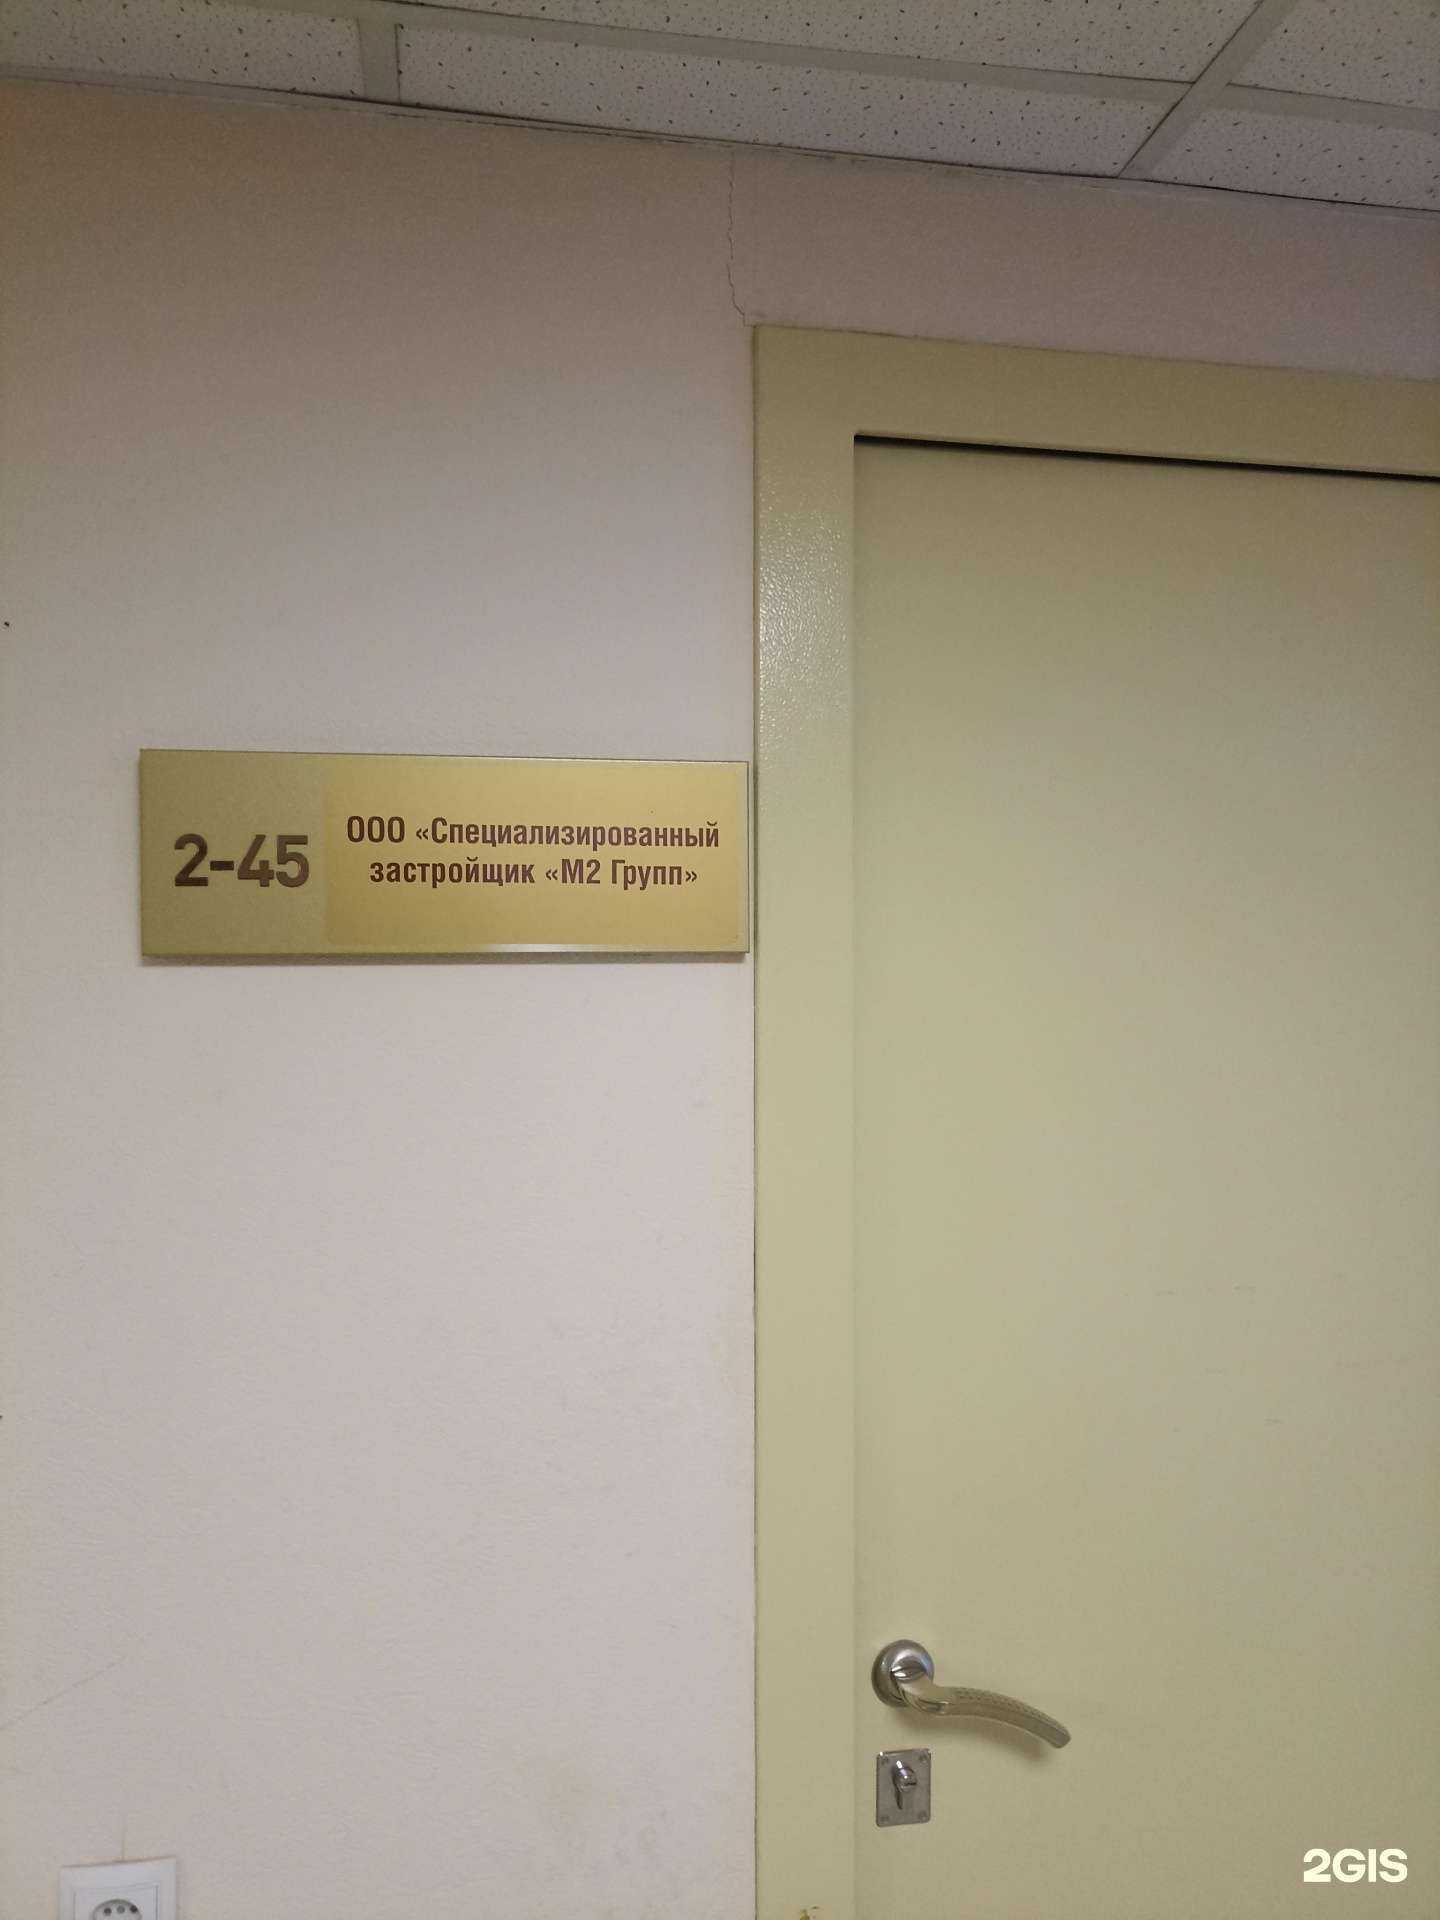 2-45
ООО «Специализированный
застройщик «М2 Групп»
2GIS